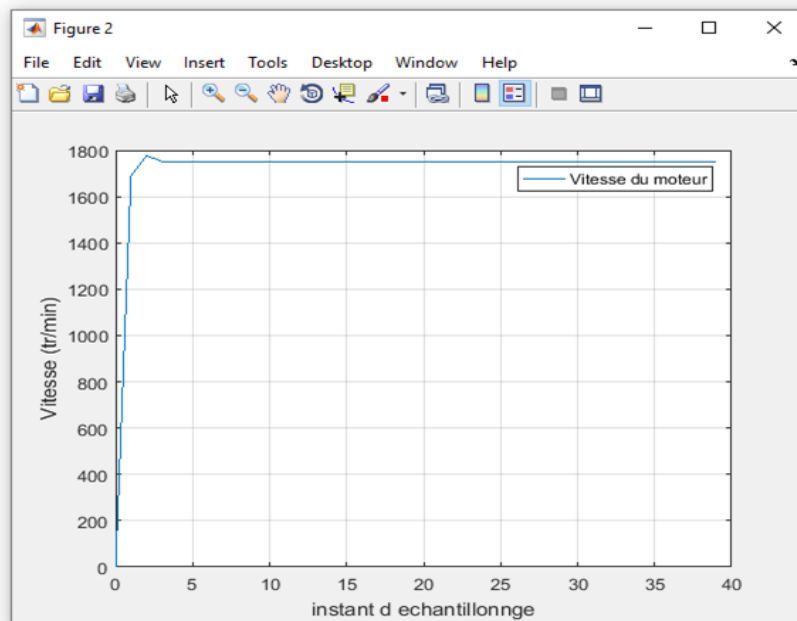 Figure 2
File Edit View Insert Tools Desktop Window Help
1800
1600
1400
1200
1000
800
600
400
200
0
Vitesse (tr/min)
Vitesse du moteur
0 5 10 15 20 25 30 35 40
instant d echantillonnge